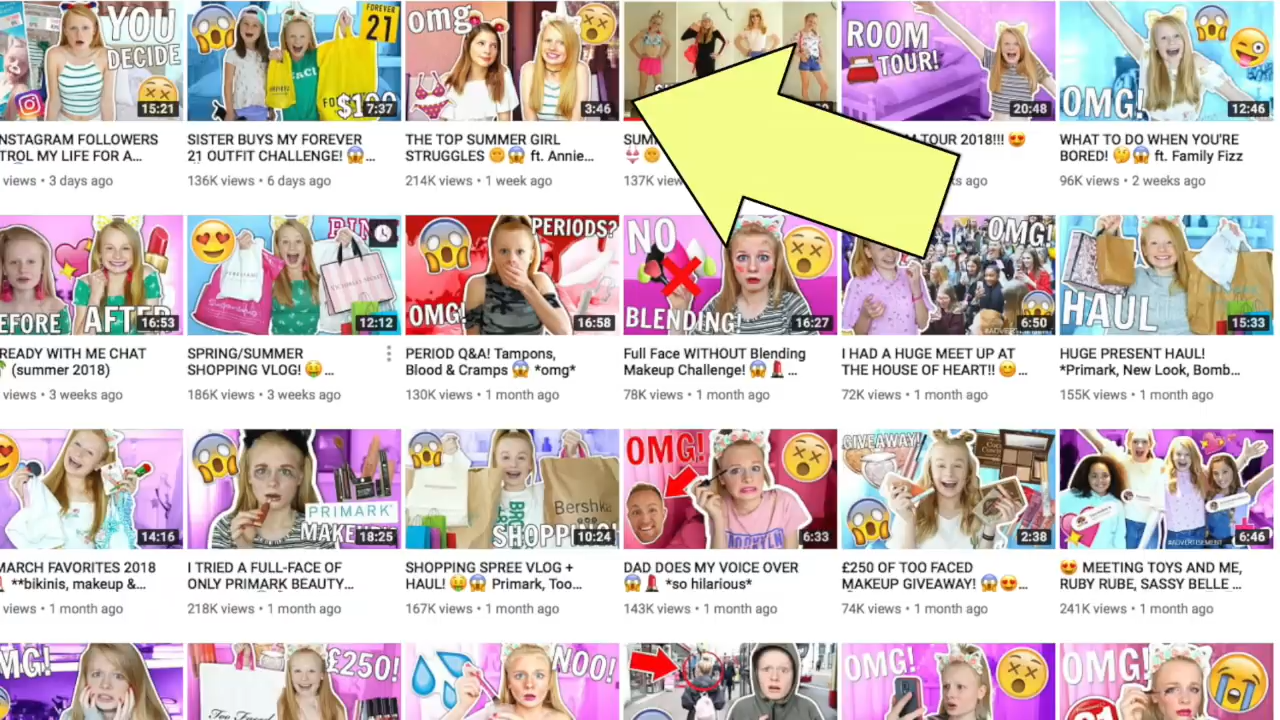 YOU
DECIDE
15:21
NSTAGRAM FOLLOWERS
TROL MY LIFE FOR A...
views • 3 days ago
FOREVER
21
$100
7:37
SISTER BUYS MY FOREVER
21 OUTFIT CHALLENGE! 😱...
136K views • 6 days ago
omg
3:46
THE TOP SUMMER GIRL
STRUGGLES 🤭😱 ft. Annie...
214K views • 1 week ago
SUM
137K view
ROOM
TOUR!
20:48
TOUR 2018!!! 😍
ks ago
OMG!
12:46
WHAT TO DO WHEN YOU'RE
BORED! 🤔😱 ft. Family Fizz
96K views • 2 weeks ago
EFORE
AFTER
16:53
READY WITH ME CHAT
(summer 2018)
views • 3 weeks ago
12:12
SPRING/SUMMER
SHOPPING VLOG! 🤑...
186K views • 3 weeks ago
PERIODS?
OMG!
16:58
PERIOD Q&A! Tampons,
Blood & Cramps 😱 *omg*
130K views • 1 month ago
NO
BLENDING!
16:27
Full Face WITHOUT Blending
Makeup Challenge! 😱💄...
78K views • 1 month ago
OMG!
6:50
I HAD A HUGE MEET UP AT
THE HOUSE OF HEART!! 😊...
72K views • 1 month ago
HAUL
15:33
HUGE PRESENT HAUL!
*Primark, New Look, Bomb...
155K views • 1 month ago
14:16
MARCH FAVORITES 2018
**bikinis, makeup &...
views • 1 month ago
PRIMARK
MAKE
18:25
I TRIED A FULL-FACE OF
ONLY PRIMARK BEAUTY...
218K views • 1 month ago
Bershka
SHOPPING!
10:24
SHOPPING SPREE VLOG +
HAUL! 🤑😱 Primark, Too...
167K views • 1 month ago
OMG!
6:33
DAD DOES MY VOICE OVER
😱💄 *so hilarious*
143K views • 1 month ago
GIVEAWAY!
2:38
£250 OF TOO FACED
MAKEUP GIVEAWAY! 😱😍...
74K views • 1 month ago
#ADVERTISEMENT
6:46
😍 MEETING TOYS AND ME,
RUBY RUBE, SASSY BELLE ...
241K views • 1 month ago
MG!
£250!
Too Faced
NOO!
OMG!
OMG!